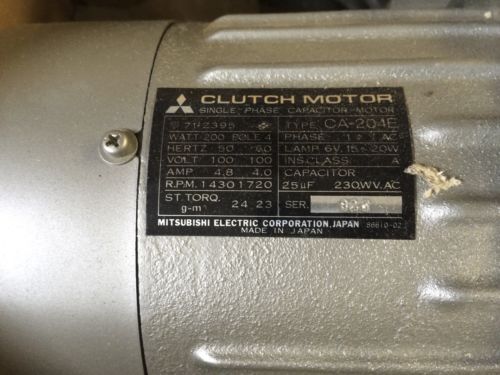 CLUTCH MOTOR
SINGLE PHASE CAPACITOR MOTOR
TYPE CA-204E
WATT 200 POLE 4 PHASE 1 AC
HERTZ 50 60 LAMP 6V, 15 20W
VOLT 100 100 INS.CLASS A
AMP 4.8 4.0 CAPACITOR
R.P.M. 1430 1720 25µF 230.WV.AC
ST. TORQ. g-m 24 23 SER.
MITSUBISHI ELECTRIC CORPORATION, JAPAN
MADE IN JAPAN